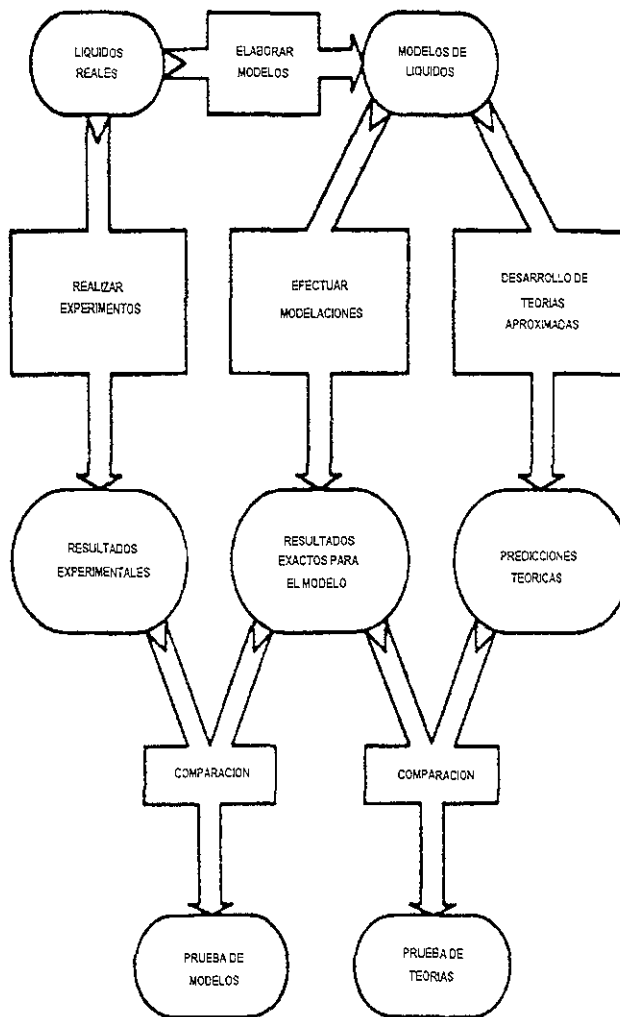 LIQUIDOS
REALES
ELABORAR
MODELOS
MODELOS DE
LIQUIDOS
REALIZAR
EXPERIMENTOS
EFECTUAR
MODELACIONES
DESARROLLO DE
TEORIAS
APROXIMADAS
RESULTADOS
EXPERIMENTALES
RESULTADOS
EXACTOS PARA
EL MODELO
PREDICCIONES
TEORICAS
COMPARACION
COMPARACION
PRUEBA DE
MODELOS
PRUEBA DE
TEORIAS